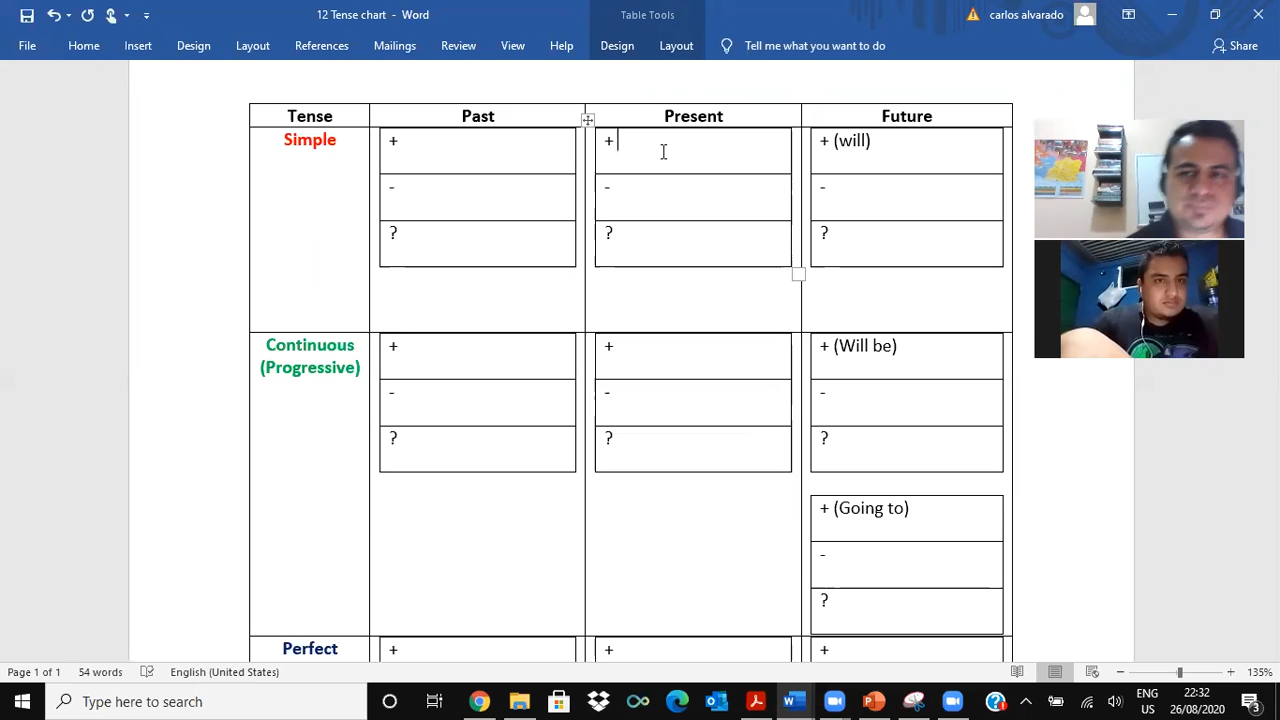 12 Tense chart - Word
Table Tools
carlos alvarado
File Home Insert Design Layout References Mailings Review View Help Design Layout Tell me what you want to do Share
Tense Past Present Future
Simple + + + (will)
- - -
? ? ?
Continuous + + + (Will be)
(Progressive)
- - -
? ? ?
+ (Going to)
-
?
Perfect + + +
Page 1 of 1 54 words English (United States) 135%
Type here to search
ENG
US
22:32
26/08/2020
3